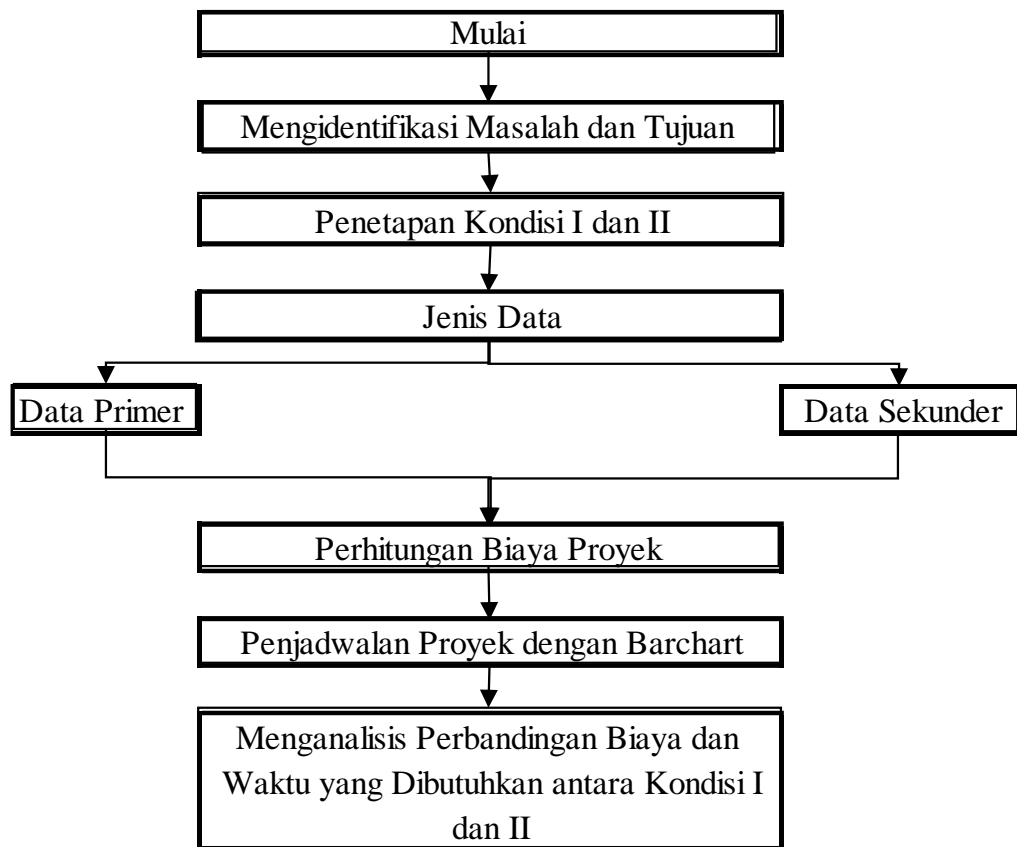 Mulai
Mengidentifikasi Masalah dan Tujuan
Penetapan Kondisi I dan II
Jenis Data
Data Primer
Data Sekunder
Perhitungan Biaya Proyek
Penjadwalan Proyek dengan Barchart
Menganalisis Perbandingan Biaya dan
Waktu yang Dibutuhkan antara Kondisi I
dan II